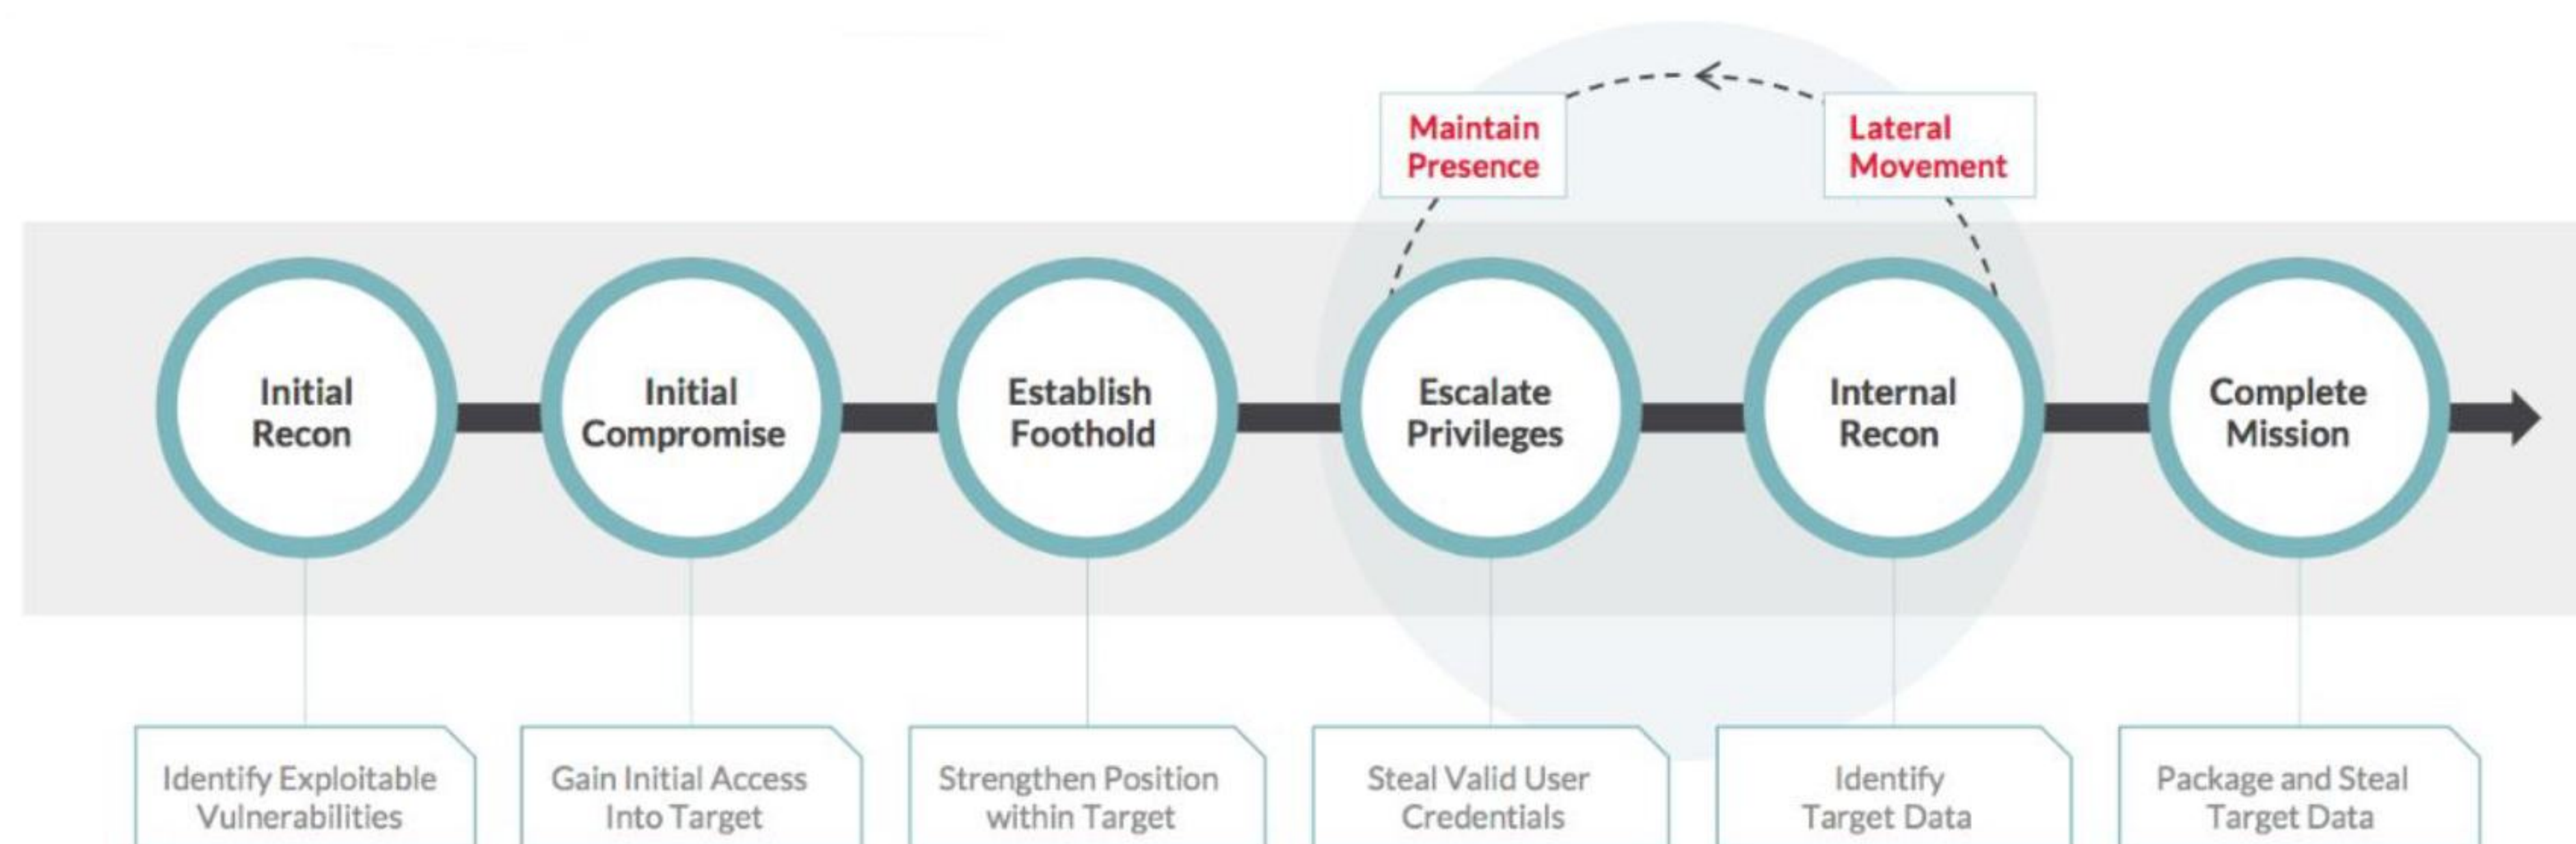 Maintain
Presence
Lateral
Movement
Initial
Recon
Initial
Compromise
Establish
Foothold
Escalate
Privileges
Internal
Recon
Complete
Mission
Identify Exploitable
Vulnerabilities
Gain Initial Access
Into Target
Strengthen Position
within Target
Steal Valid User
Credentials
Identify
Target Data
Package and Steal
Target Data